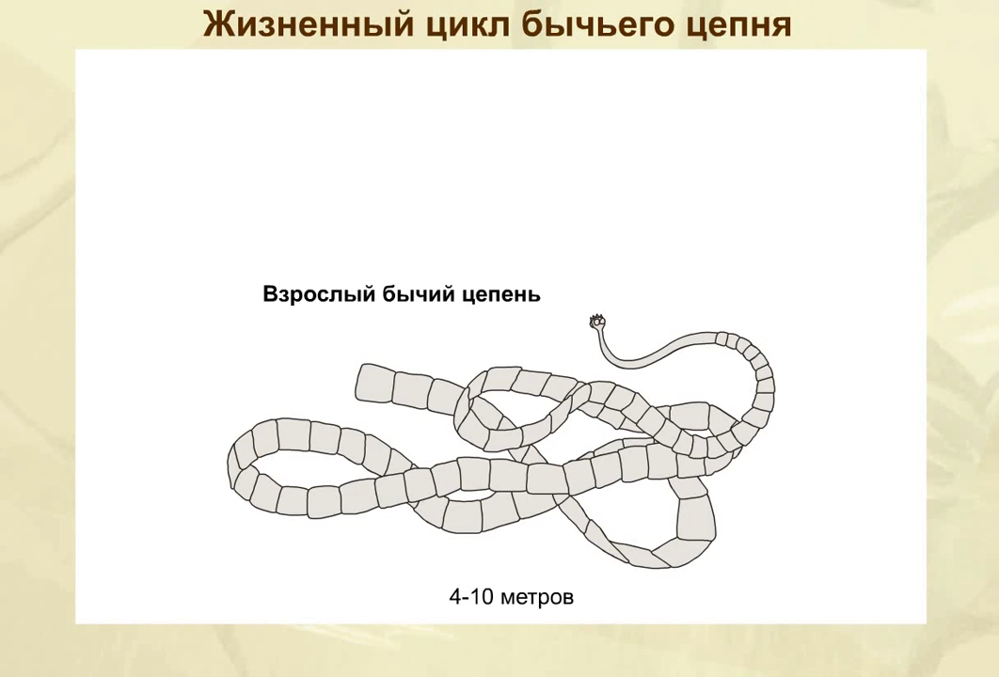 Жизненный цикл бычьего цепня
Взрослый бычий цепень
4-10 метров